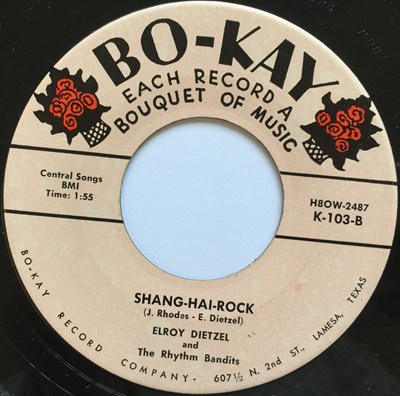 BO-KAY
EACH RECORD A
BOUQUET OF MUSIC
Central Songs
BMI
Time: 1:55
H8OW-2487
K-103-B
SHANG-HAI-ROCK
(J. Rhodes - E. Dietzel)
ELROY DIETZEL
and
The Rhythm Bandits
BO-KAY RECORD COMPANY - 607½ N. 2nd ST., LAMESA, TEXAS